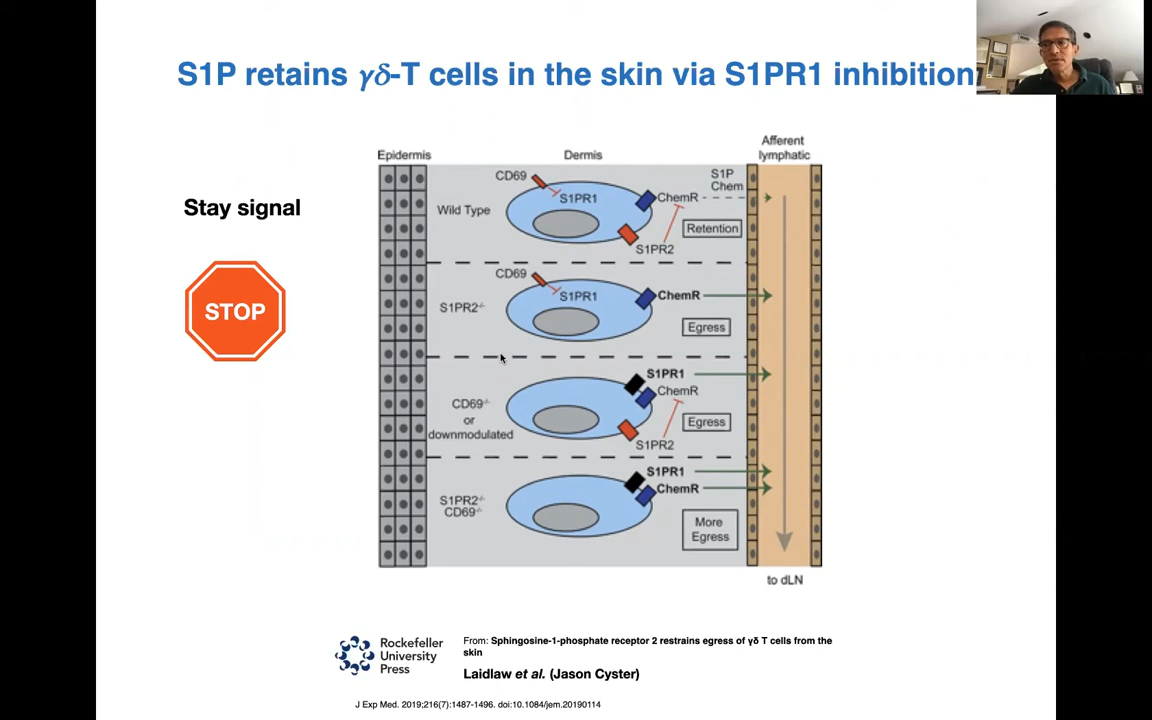 S1P retains γδ-T cells in the skin via S1PR1 inhibition
Stay signal
STOP
Epidermis
Dermis
Afferent
lymphatic
CD69
S1PR1
Wild Type
ChemR
S1P
Chem
S1PR2
Retention
CD69
S1PR1
S1PR2-/-
ChemR
Egress
CD69-/-
or
downmodulated
S1PR1
ChemR
S1PR2
Egress
S1PR2-/-
CD69-/-
S1PR1
ChemR
More
Egress
to dLN
Rockefeller
University
Press
From: Sphingosine-1-phosphate receptor 2 restrains egress of γδ T cells from the
skin
Laidlaw et al. (Jason Cyster)
J Exp Med. 2019;216(7):1487-1496. doi:10.1084/jem.20190114